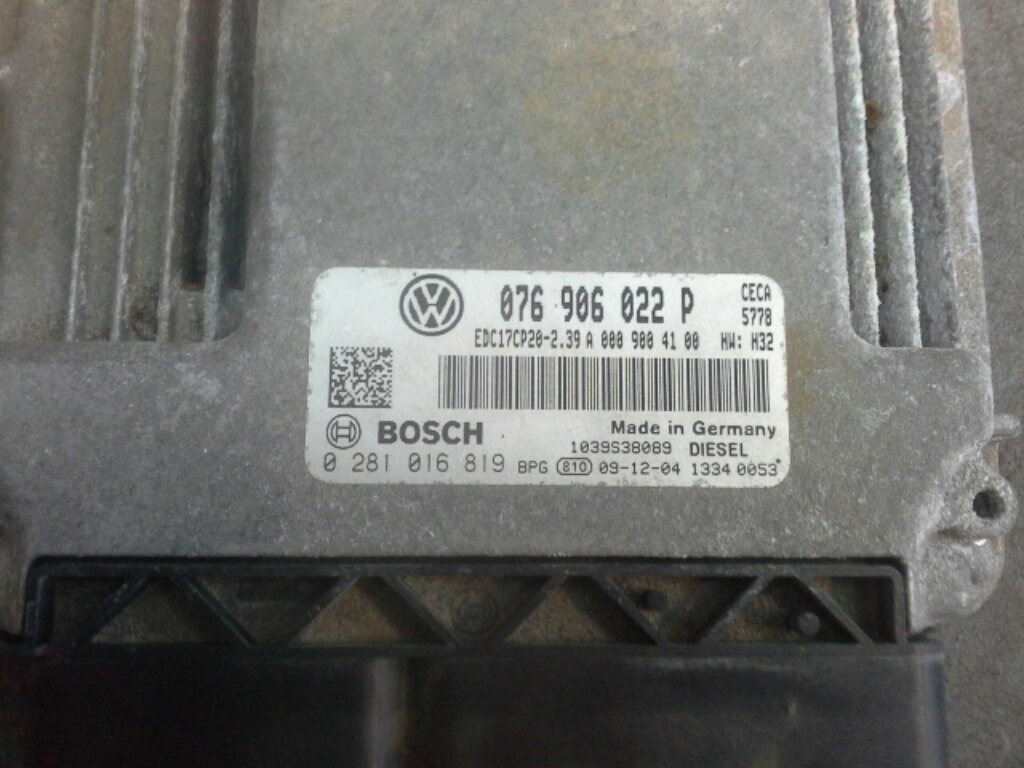 076 906 022 P CECA 5778
EDC17CP20-2.39 A 000 900 41 00 HW: H32
BOSCH Made in Germany
1039S38089 DIESEL
0 281 016 819 BPG 810 09-12-04 1334 0053